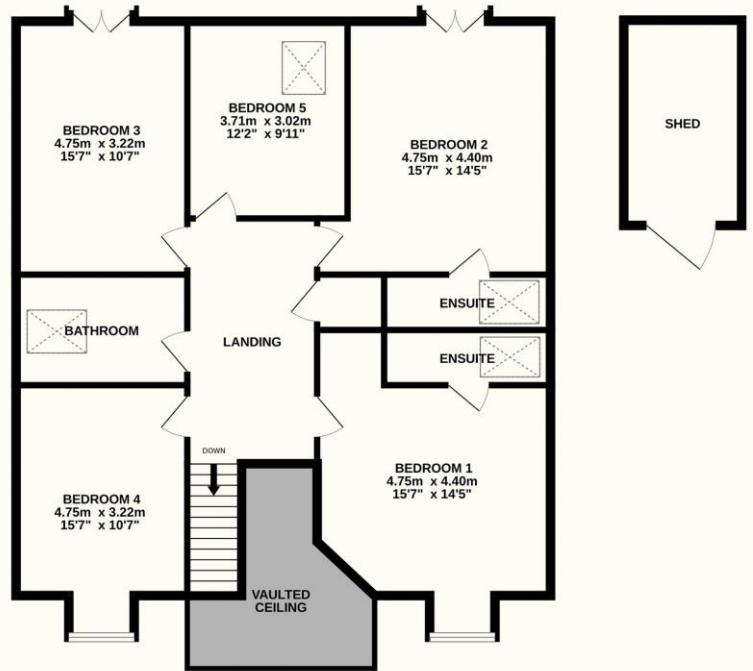 BEDROOM 3
4.75m x 3.22m
15'7" x 10'7"
BEDROOM 5
3.71m x 3.02m
12'2" x 9'11"
BEDROOM 2
4.75m x 4.40m
15'7" x 14'5"
SHED
BATHROOM
LANDING
ENSUITE
ENSUITE
DOWN
BEDROOM 4
4.75m x 3.22m
15'7" x 10'7"
BEDROOM 1
4.75m x 4.40m
15'7" x 14'5"
VAULTED
CEILING